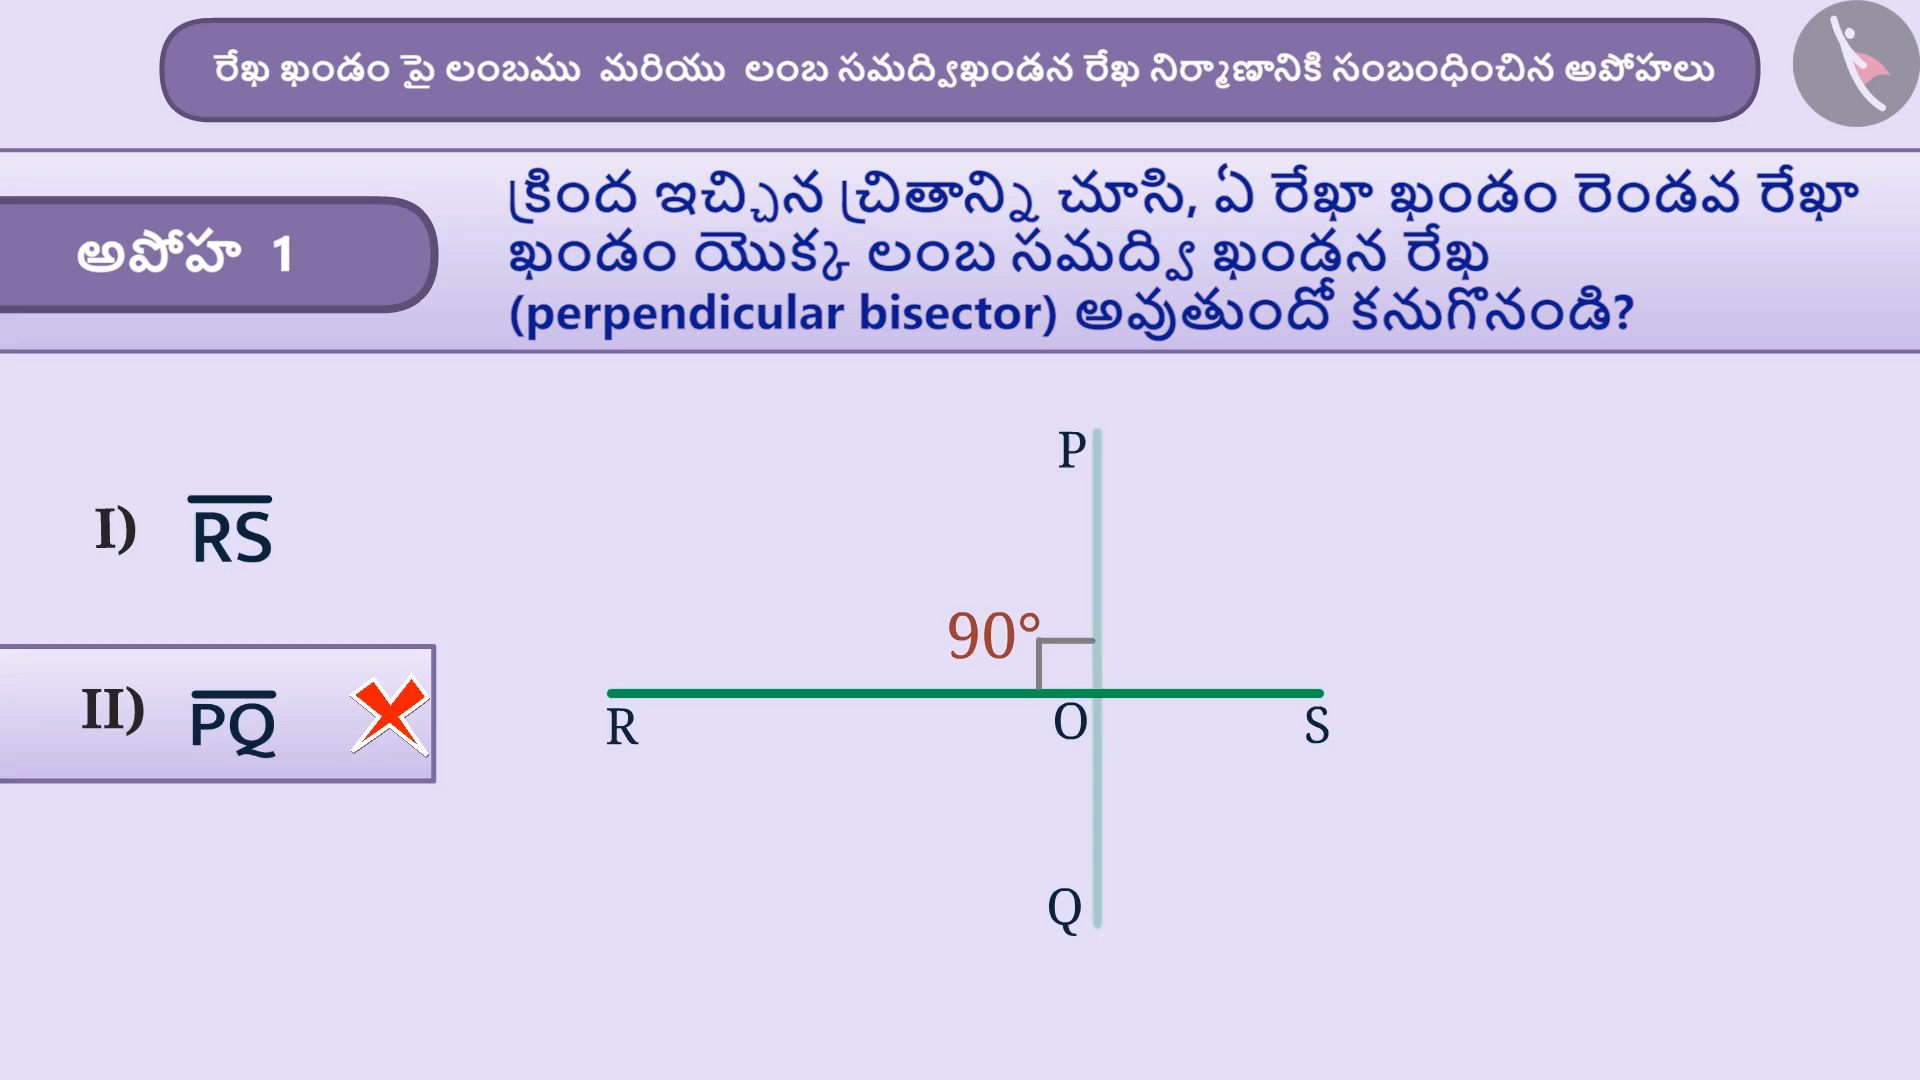 రేఖ ఖండం పై లంబము మరియు లంబ సమద్విఖండన రేఖ నిర్మాణానికి సంబంధించిన అపోహలు
అపోహ 1
క్రింద ఇచ్చిన చిత్రాన్ని చూసి, ఏ రేఖా ఖండం రెండవ రేఖా
ఖండం యొక్క లంబ సమద్వి ఖండన రేఖ
(perpendicular bisector) అవుతుందో కనుగొనండి?
P
I) RS
90°
R
O
S
II) PQ
Q